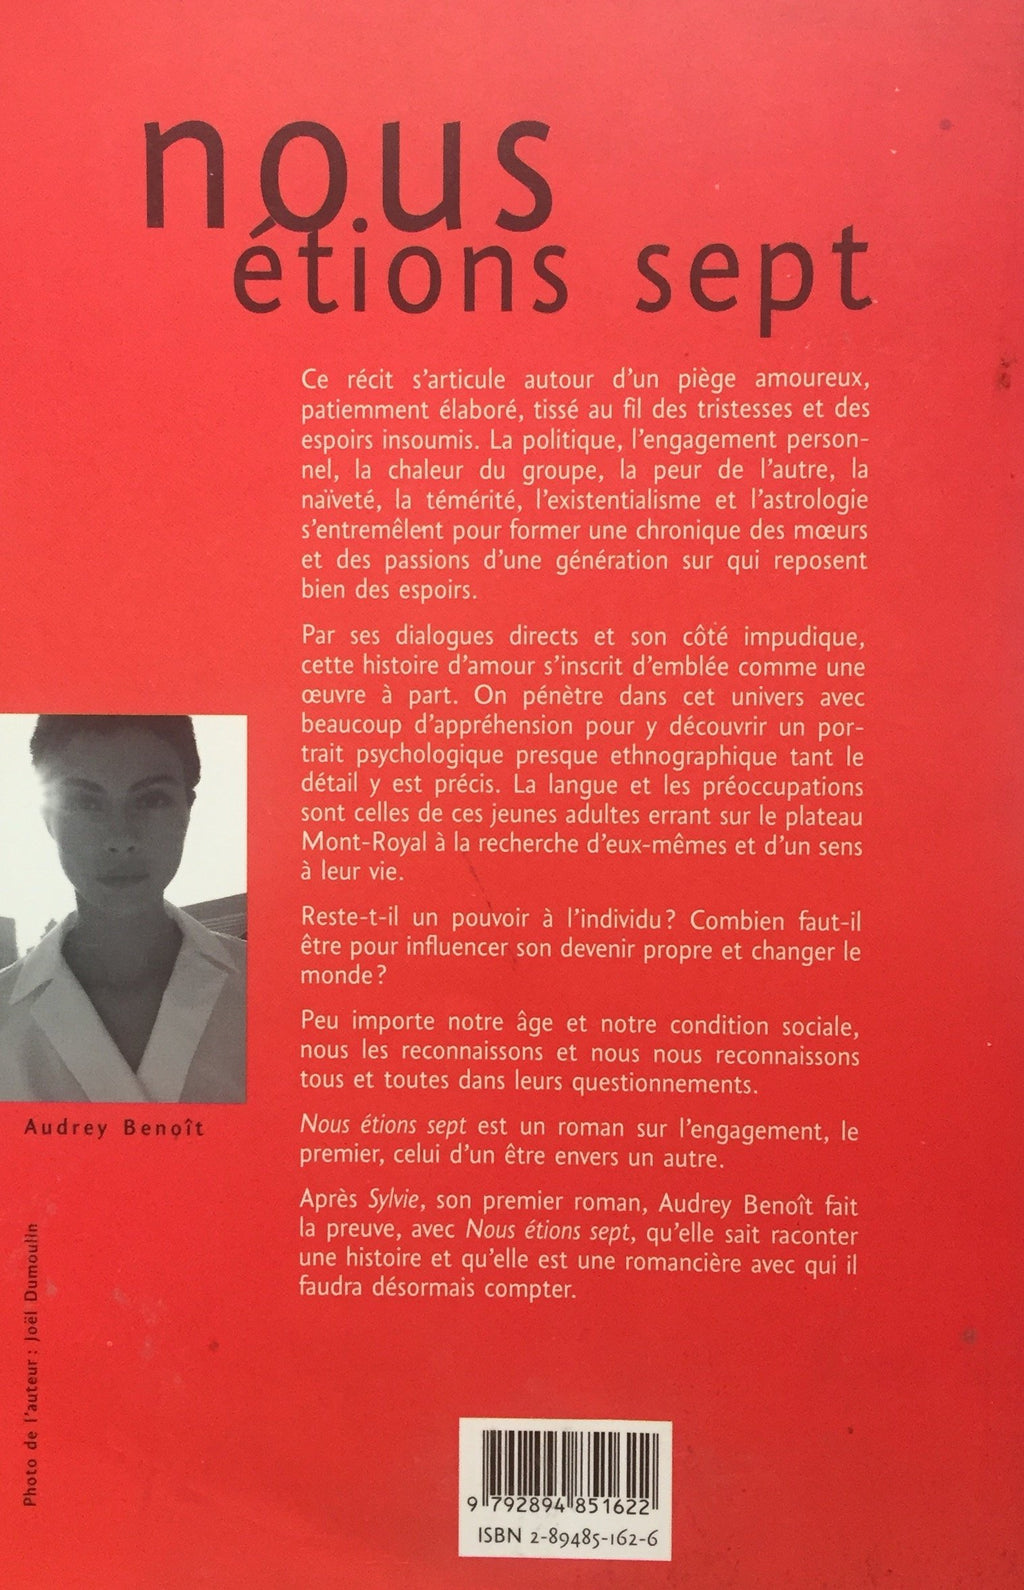 nous
étions sept
Ce récit s'articule autour d'un piège amoureux,
patiemment élaboré, tissé au fil des tristesses et des
espoirs insoumis. La politique, l'engagement person-
nel, la chaleur du groupe, la peur de l'autre, la
naïveté, la témérité, l'existentialisme et l'astrologie
s'entremêlent pour former une chronique des mœurs
et des passions d'une génération sur qui reposent
bien des espoirs.
Par ses dialogues directs et son côté impudique,
cette histoire d'amour s'inscrit d'emblée comme une
œuvre à part. On pénètre dans cet univers avec
beaucoup d'appréhension pour y découvrir un por-
trait psychologique presque ethnographique tant le
détail y est précis. La langue et les préoccupations
sont celles de ces jeunes adultes errant sur le plateau
Mont-Royal à la recherche d'eux-mêmes et d'un sens
à leur vie.
Reste-t-il un pouvoir à l'individu ? Combien faut-il
être pour influencer son devenir propre et changer le
monde ?
Peu importe notre âge et notre condition sociale,
nous les reconnaissons et nous nous reconnaissons
tous et toutes dans leurs questionnements.
Nous étions sept est un roman sur l'engagement, le
premier, celui d'un être envers un autre.
Après Sylvie, son premier roman, Audrey Benoît fait
la preuve, avec Nous étions sept, qu'elle sait raconter
une histoire et qu'elle est une romancière avec qui il
faudra désormais compter.
Audrey Benoît
Photo de l'auteur : Joël Dumoulin
9 792894 851622
ISBN 2-89485-162-6